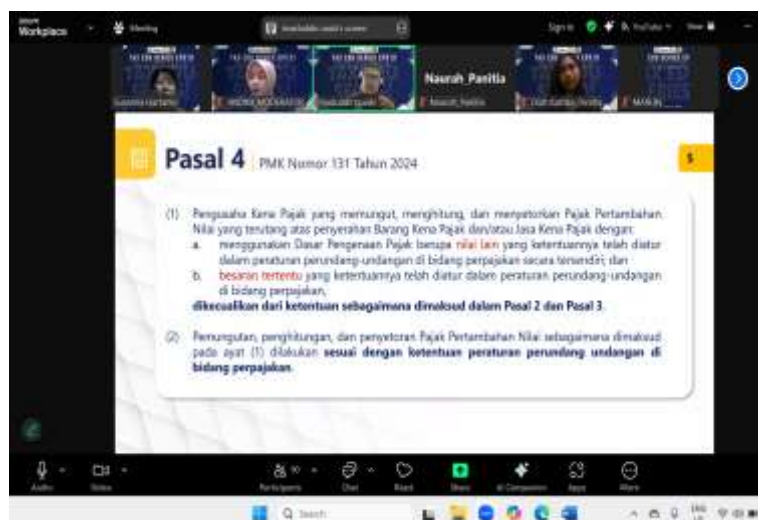 Workplace
Meeting
Sign in
View
Naurah_Panitia
Pasal 4 PMK Nomor 131 Tahun 2024
5
(1) Pengusaha Kena Pajak yang memungut, menghitung, dan menyetorkan Pajak Pertambahan
Nilai yang terutang atas penyerahan Barang Kena Pajak dan/atau Jasa Kena Pajak dengan:
a. menggunakan Dasar Pengenaan Pajak berupa nilai lain yang ketentuannya telah diatur
dalam peraturan perundang-undangan di bidang perpajakan secara tersendiri; dan
b. besaran tertentu yang ketentuannya telah diatur dalam peraturan perundang-undangan
di bidang perpajakan,
dikecualikan dari ketentuan sebagaimana dimaksud dalam Pasal 2 dan Pasal 3.
(2) Pemungutan, penghitungan, dan penyetoran Pajak Pertambahan Nilai sebagaimana dimaksud
pada ayat (1) dilakukan sesuai dengan ketentuan peraturan perundang undangan di
bidang perpajakan.
Audio Video Participants Chat React Share AI Companion Apps More
Search